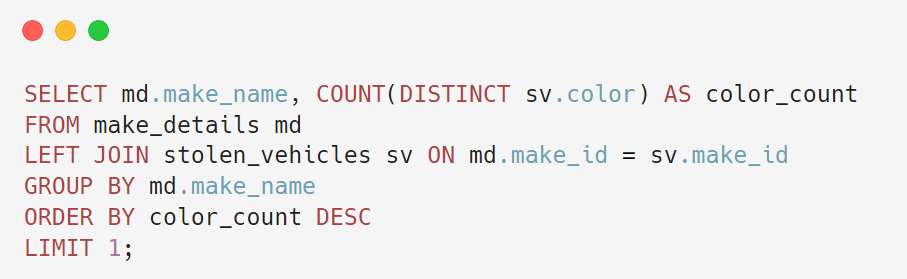 SELECT md.make_name, COUNT(DISTINCT sv.color) AS color_count
FROM make_details md
LEFT JOIN stolen_vehicles sv ON md.make_id = sv.make_id
GROUP BY md.make_name
ORDER BY color_count DESC
LIMIT 1;